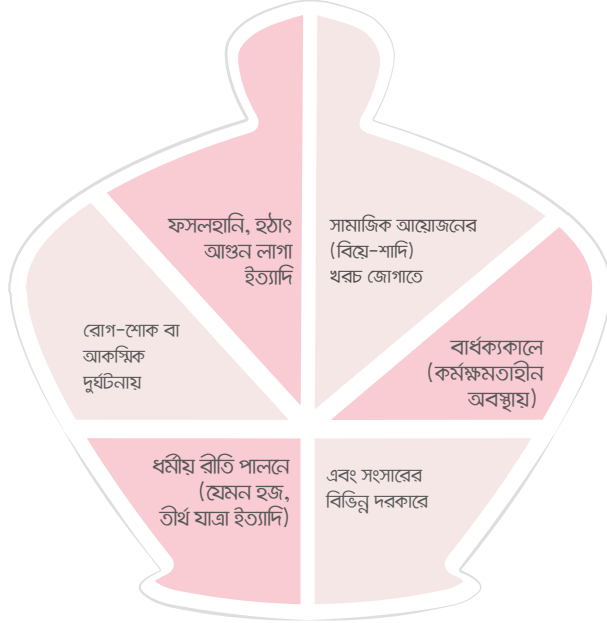 ফসলহানি, হঠাৎ
আগুন লাগা
ইত্যাদি
সামাজিক আয়োজনের
(বিয়ে-শাদি)
খরচ জোগাতে
রোগ-শোক বা
আকস্মিক
দুর্ঘটনায়
বার্ধক্যকালে
(কর্মক্ষমতাহীন
অবস্থায়)
ধর্মীয় রীতি পালনে
(যেমন হজ,
তীর্থ যাত্রা ইত্যাদি)
এবং সংসারের
বিভিন্ন দরকারে